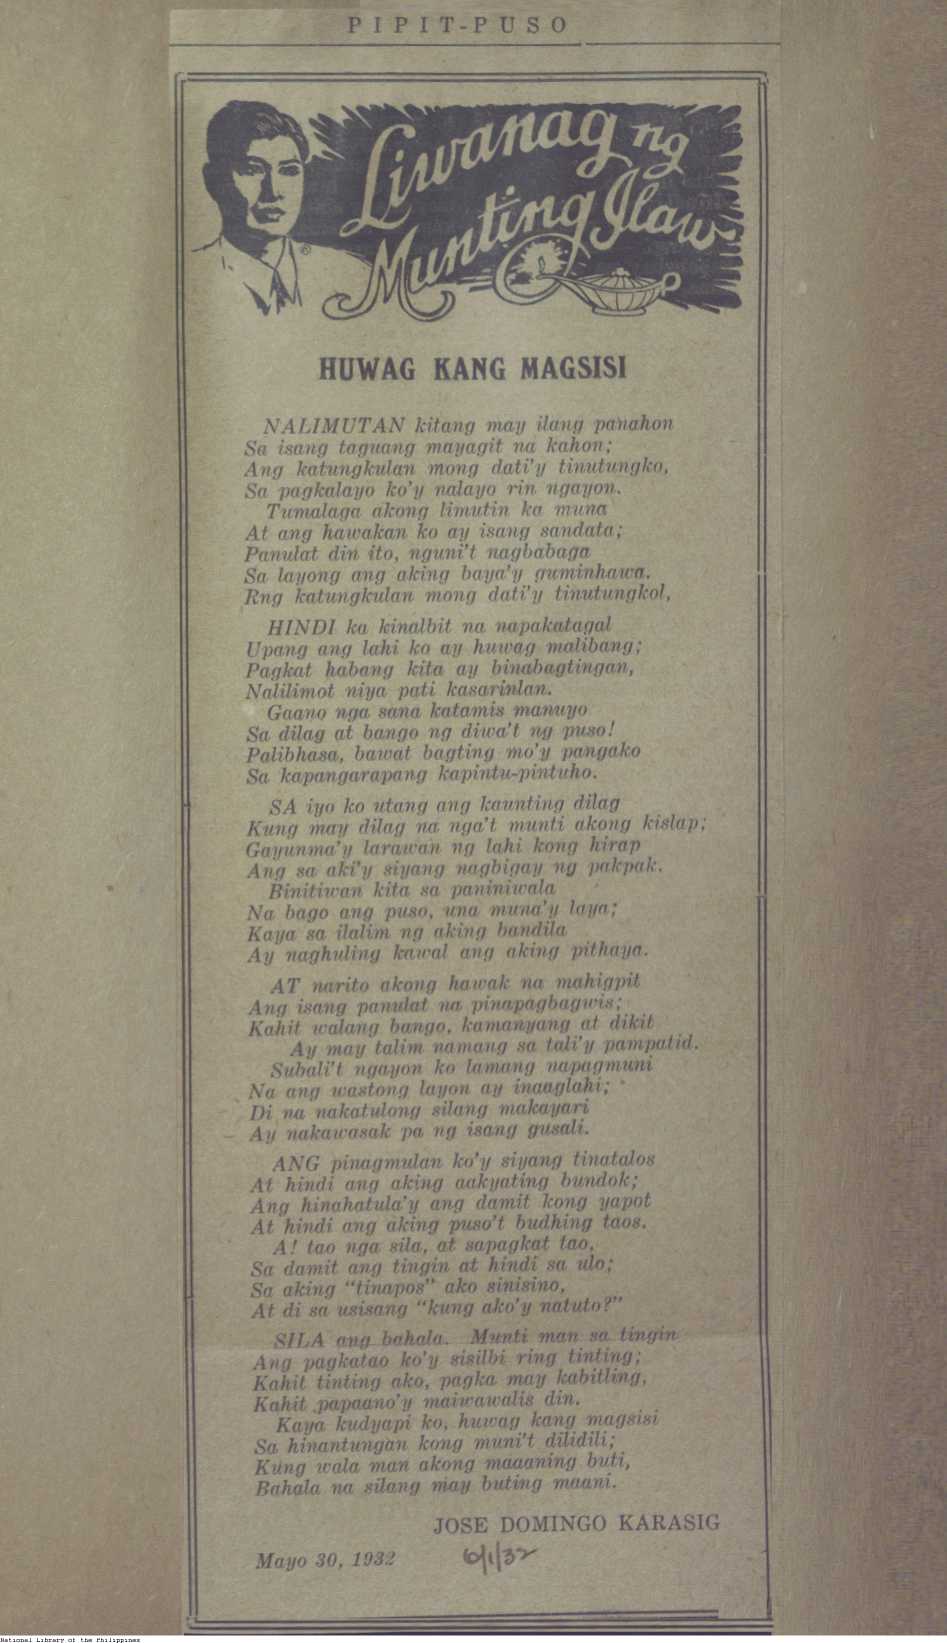 PIPIT-PUSO
Liwanag ng
Munting Ilaw
HUWAG KANG MAGSISI
NALIMUTAN kitang may ilang panahon
Sa isang taguang mayagit na kahon;
Ang katungkulan mong dati'y tinutungko,
Sa pagkalayo ko'y nalayo rin ngayon.
Tumalaga akong limutin ka muna
At ang hawakan ko ay isang sandata;
Panulat din ito, nguni't nagbabaga
Sa layong ang aking baya'y guminhawa.
Rng katungkulan mong dati'y tinutungkol,
HINDI ka kinalbit na napakatagal
Upang ang lahi ko ay huwag malibang;
Pagkat habang kita ay binabagtingan,
Nalilimot niya pati kasarinlan.
Gaano nga sana katamis manuyo
Sa dilag at bango ng diwa't ng puso!
Palibhasa, bawat bagting mo'y pangako
Sa kapangarapang kapintu-pintuho.
SA iyo ko utang ang kaunting dilag
Kung may dilag na nga't munti akong kislap;
Gayunma'y larawan ng lahi kong hirap
Ang sa aki'y siyang nagbigay ng pakpak.
Binitiwan kita sa paniniwala
Na bago ang puso, una muna'y laya;
Kaya sa ilalim ng aking bandila
Ay naghuling kawal ang aking pithaya.
AT narito akong hawak na mahigpit
Ang isang panulat na pinapagbagwis;
Kahit walang bango, kamanyang at dikit
Ay may talim namang sa tali'y pampatid.
Subali't ngayon ko lamang napagmuni
Na ang wastong layon ay inaaglahi;
Di na nakatulong silang makayari
Ay nakawasak pa ng isang gusali.
ANG pinagmulan ko'y siyang tinatalos
At hindi ang aking aakyating bundok;
Ang hinahatula'y ang damit kong yapot
At hindi ang aking puso't budhing taos.
A! tao nga sila, at sapagkat tao,
Sa damit ang tingin at hindi sa ulo;
Sa aking "tinapos" ako sinisino,
At di sa usisang "kung ako'y natuto?"
SILA ang bahala. Munti man sa tingin
Ang pagkatao ko'y sisilbi ring tinting;
Kahit tinting ako, pagka may kabitling,
Kahit papaano'y maiwawalis din.
Kaya kudyapi ko, huwag kang magsisi
Sa hinantungan kong muni't dilidili;
Kung wala man akong maaaning buti,
Bahala na silang may buting maani.
JOSE DOMINGO KARASIG
Mayo 30, 1932 6/1/32
National Library of the Philippines